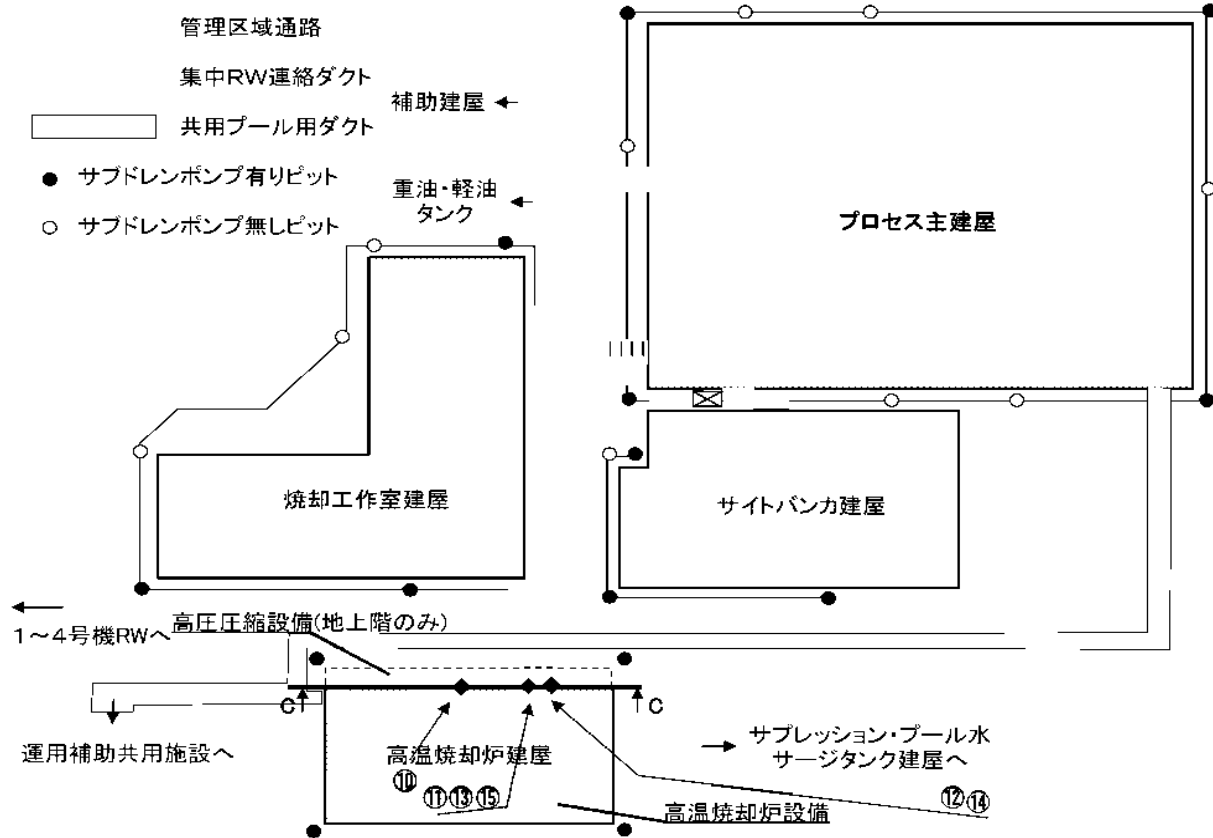 管理区域通路
集中RW連絡ダクト
補助建屋
共用プール用ダクト
サブドレンポンプ有りピット
重油・軽油
タンク
サブドレンポンプ無しピット
プロセス主建屋
焼却工作室建屋
サイトバンカ建屋
1～4号機RWへ
高圧圧縮設備(地上階のみ)
C
C
運用補助共用施設へ
高温焼却炉建屋
サプレッション・プール水
サージタンク建屋へ
⑩
⑪⑬⑮
⑫⑭
高温焼却炉設備